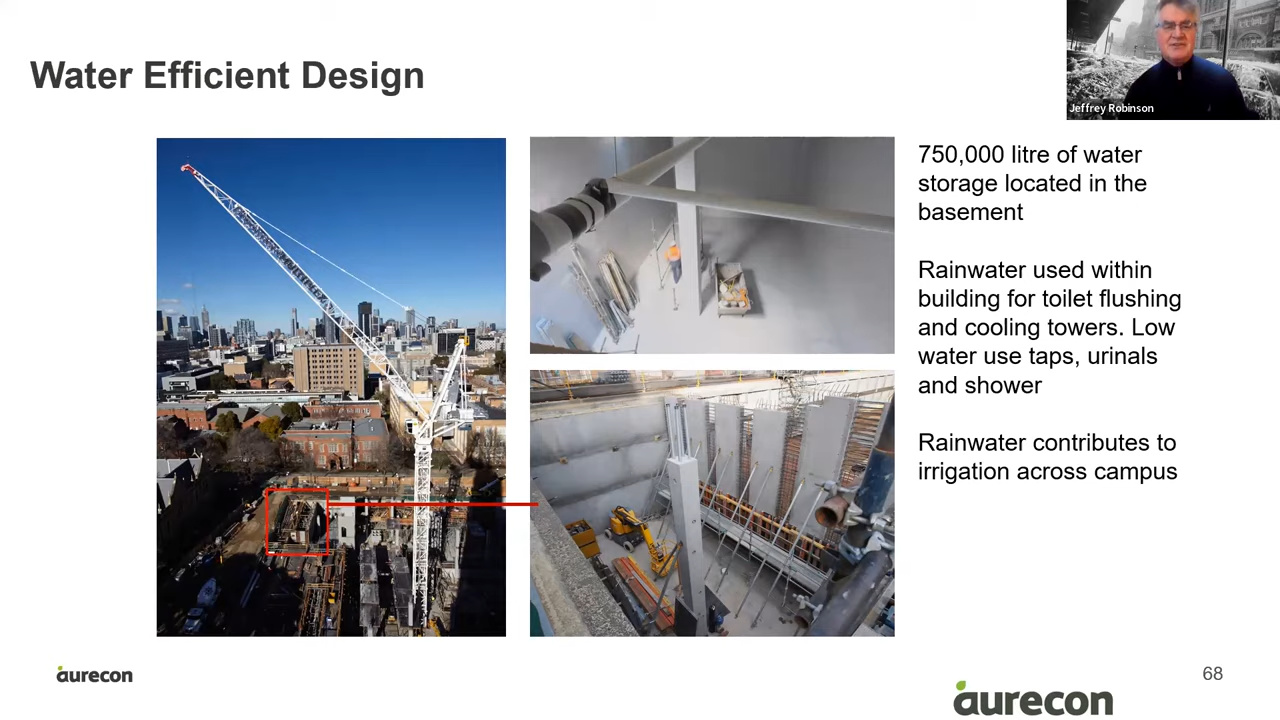 Water Efficient Design
Jeffrey Robinson
750,000 litre of water
storage located in the
basement
Rainwater used within
building for toilet flushing
and cooling towers. Low
water use taps, urinals
and shower
Rainwater contributes to
irrigation across campus
aurecon
68
aurecon